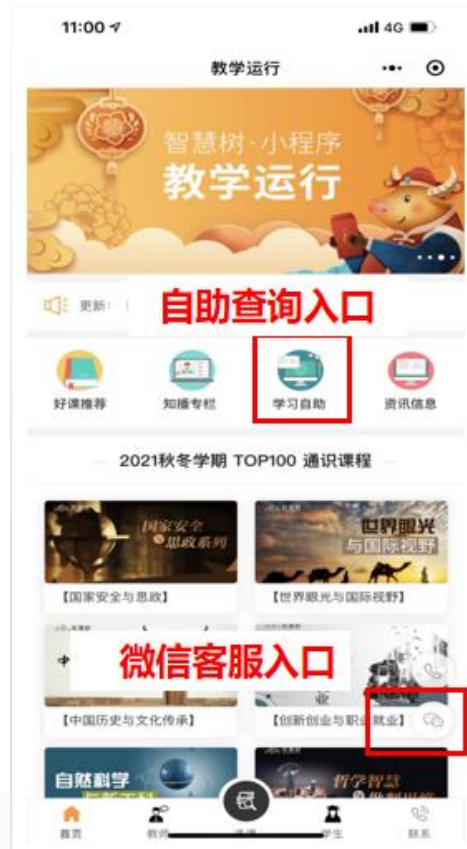 11:00
4G
教学运行
智慧树·小程序
教学运行
更新:
自助查询入口
好课推荐
知播专栏
学习自助
资讯信息
2021秋冬学期 TOP100 通识课程
国家安全
与思政系列
世界眼光
与国际视野
【国家安全与思政】
【世界眼光与国际视野】
中
微信客服入口
【中国历史与文化传承】
【创新创业与职业就业】
自然科学
哲学智慧
首页
教师
学生
联系